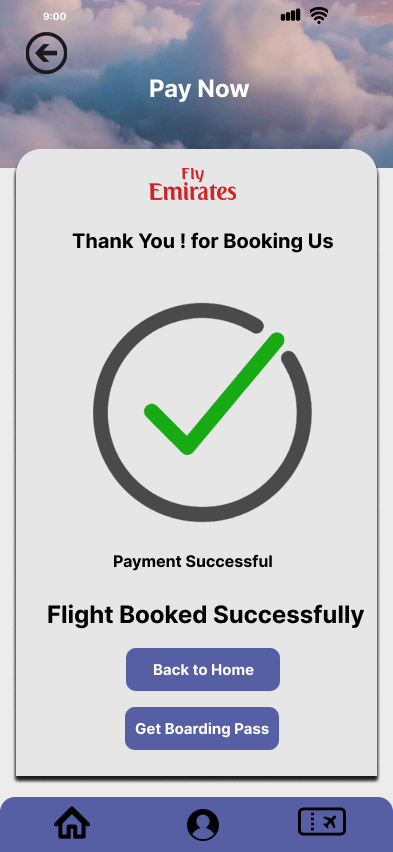 9:00
Pay Now
Fly
Emirates
Thank You ! for Booking Us
Payment Successful
Flight Booked Successfully
Back to Home
Get Boarding Pass